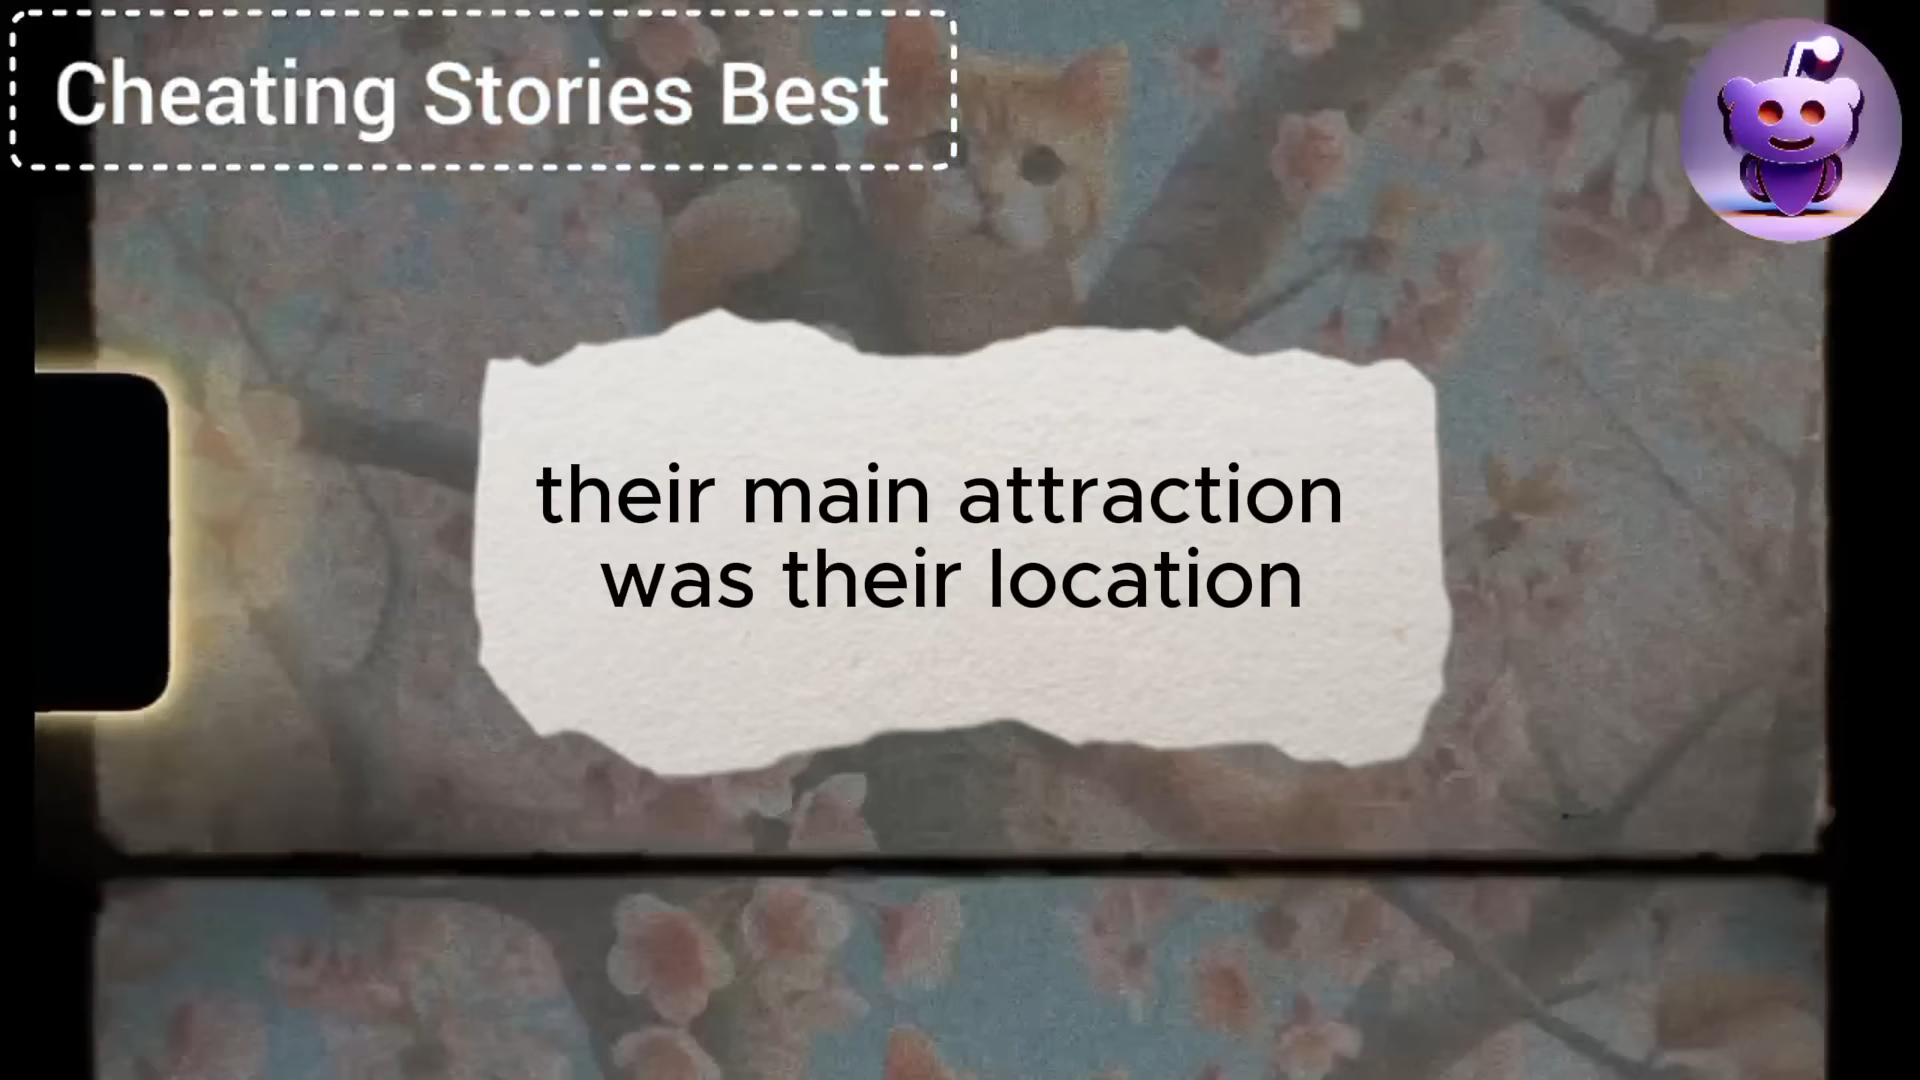 Cheating Stories Best
their main attraction
was their location